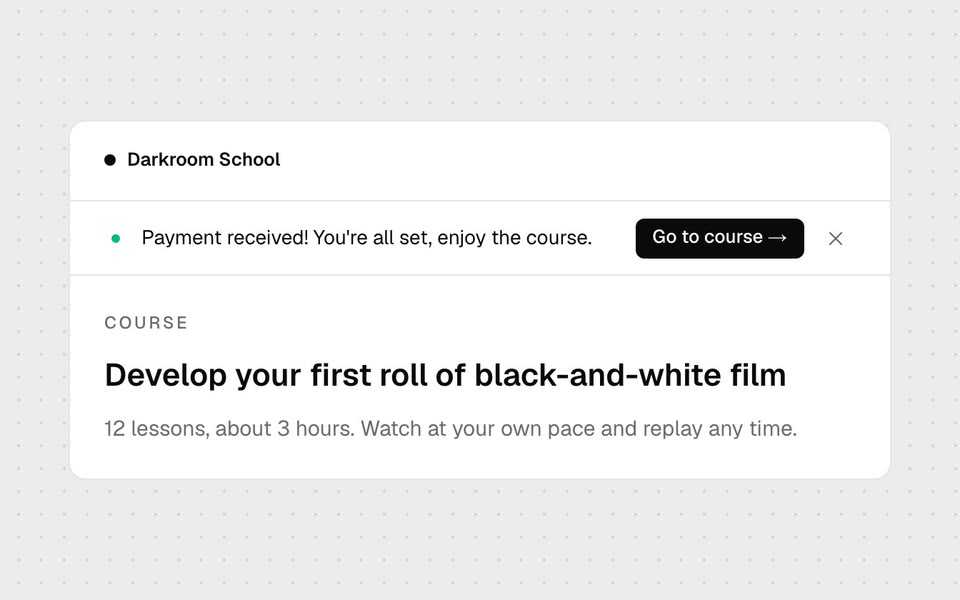 Darkroom School
Payment received! You're all set, enjoy the course.
Go to course →
COURSE
Develop your first roll of black-and-white film
12 lessons, about 3 hours. Watch at your own pace and replay any time.